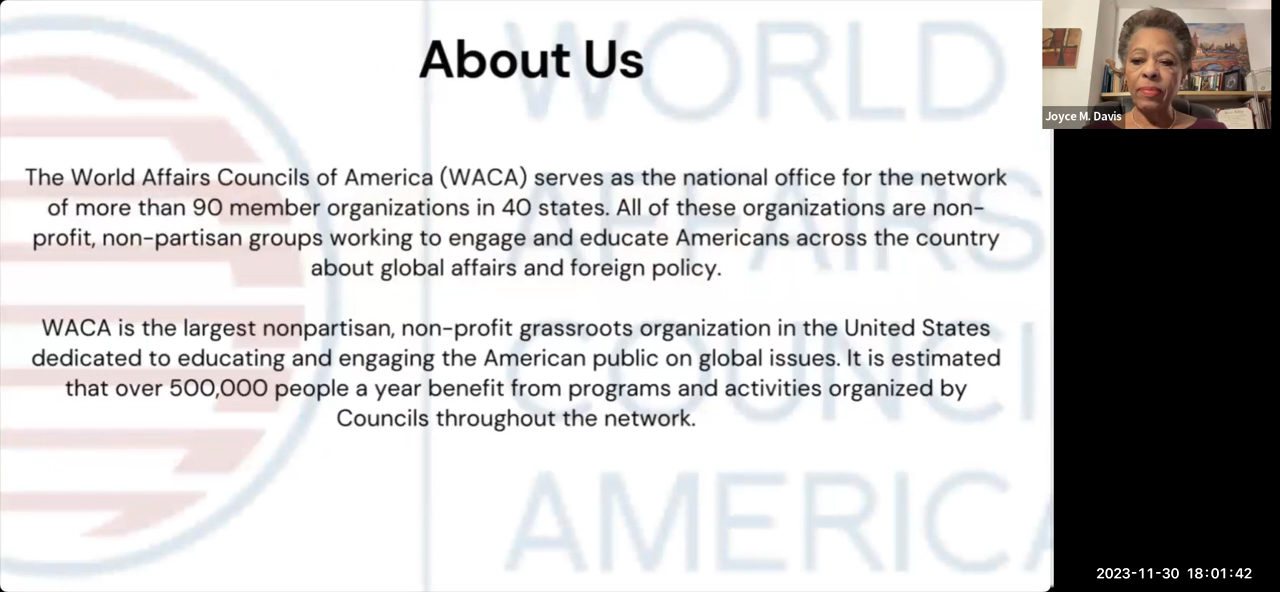 About Us
The World Affairs Councils of America (WACA) serves as the national office for the network
of more than 90 member organizations in 40 states. All of these organizations are non-
profit, non-partisan groups working to engage and educate Americans across the country
about global affairs and foreign policy.
WACA is the largest nonpartisan, non-profit grassroots organization in the United States
dedicated to educating and engaging the American public on global issues. It is estimated
that over 500,000 people a year benefit from programs and activities organized by
Councils throughout the network.
WORLD
AFFAIRS
COUNCI
AMERICA
Joyce M. Davis
2023-11-30 18:01:42